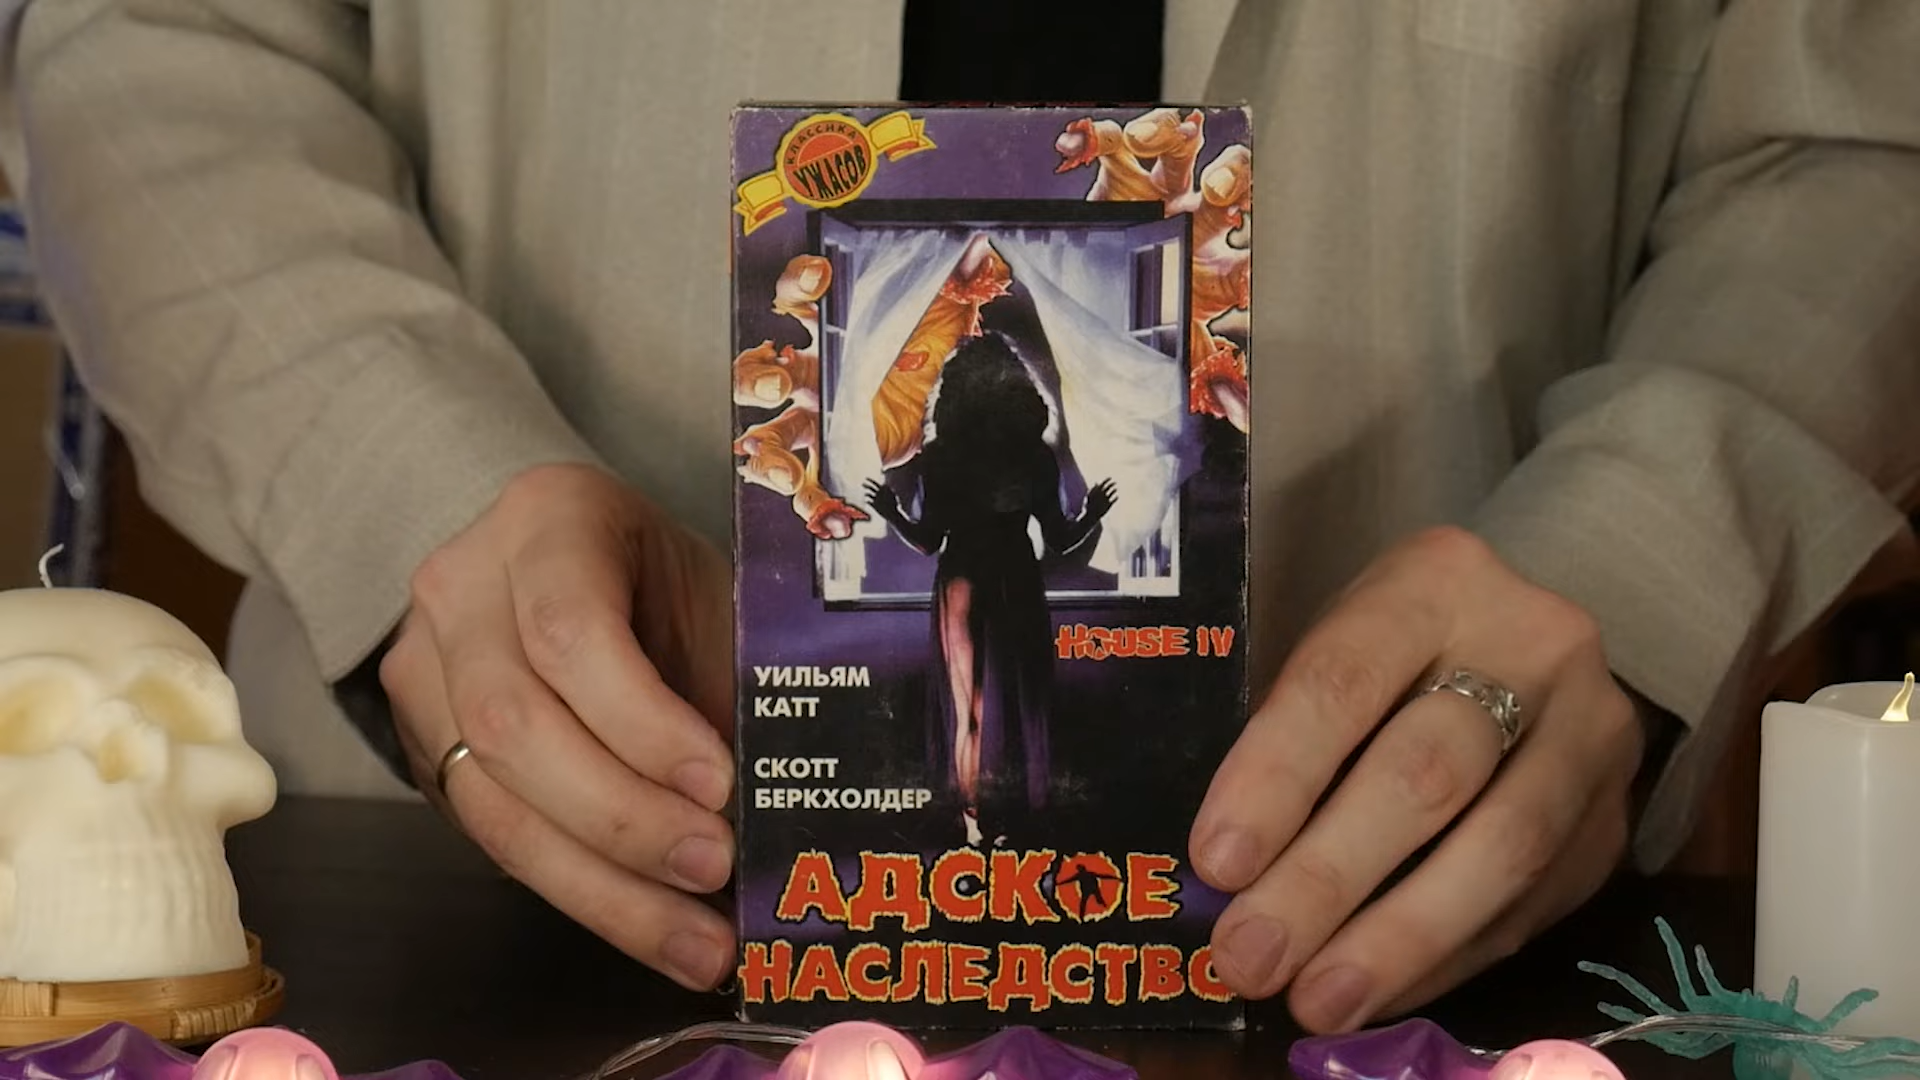 КЛАССИКА
УЖАСОВ
HOUSE IV
УИЛЬЯМ
КАТТ
СКОТТ
БЕРКХОЛДЕР
АДСКОЕ
НАСЛЕДСТВО